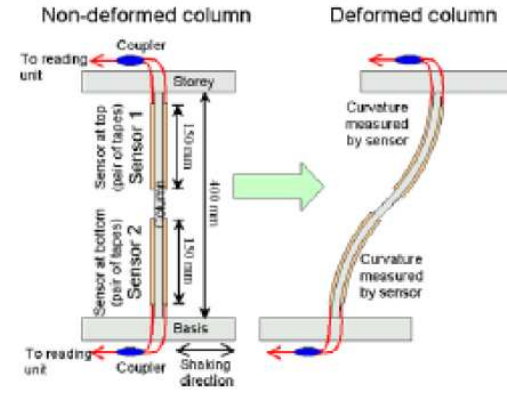 Non-deformed column
Deformed column
Coupler
To reading
unit
Storey
Sensor at top
(pair of tapes)
Sensor 1
150 mm
400 mm
Curvature
measured
by sensor
Sensor at bottom
(pair of tapes)
Sensor 2
150 mm
Curvature
measured
by sensor
Basis
To reading
unit
Coupler
Shaking
direction